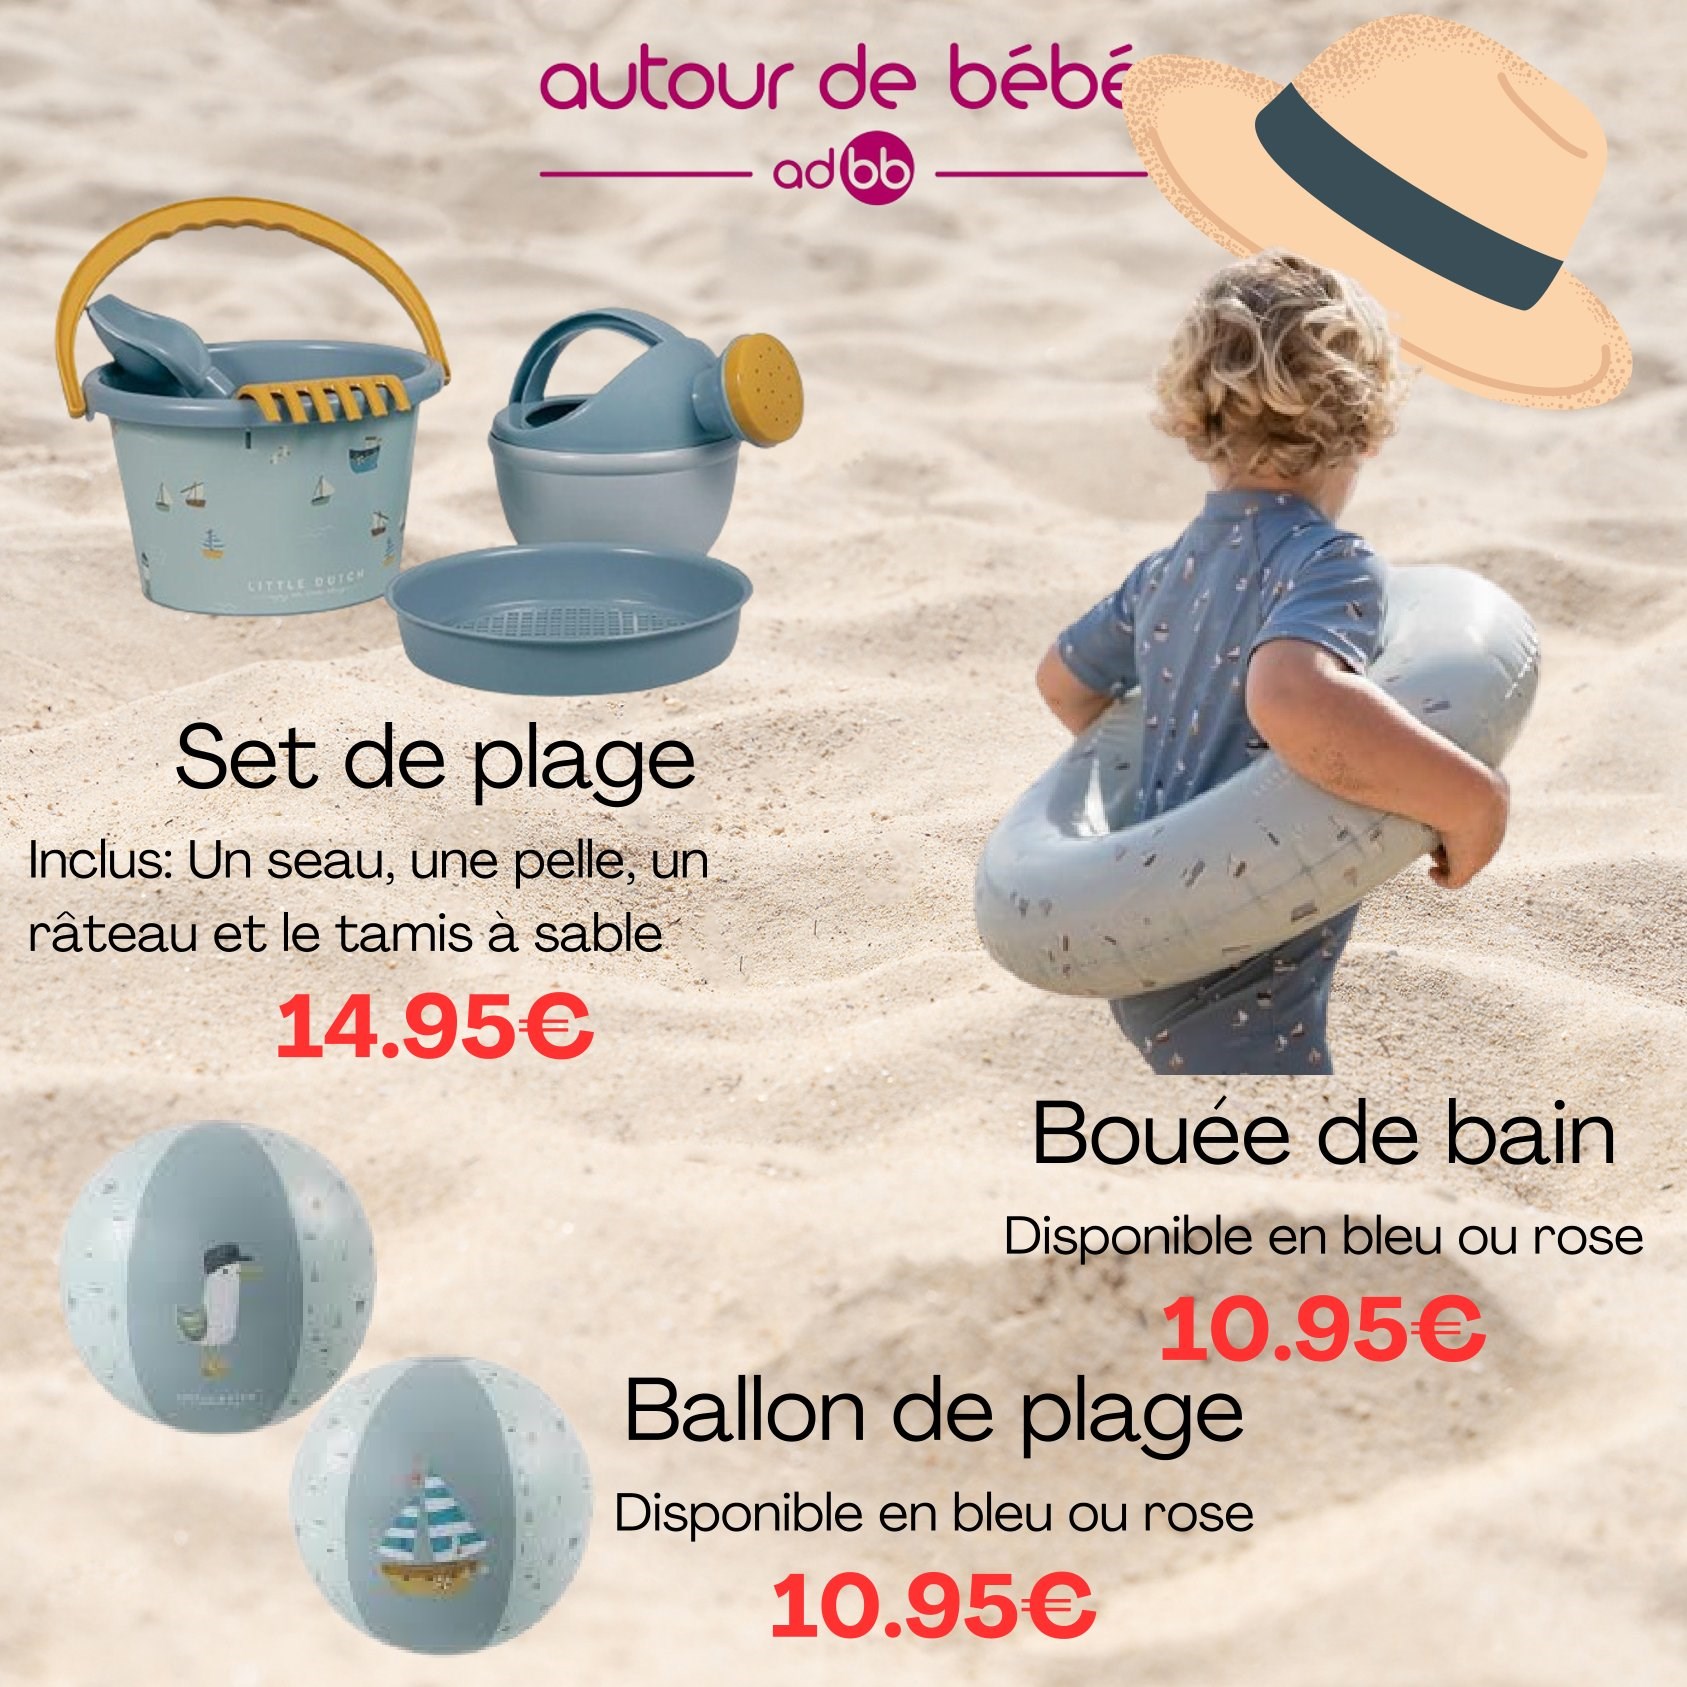 autour de bébé
adbb
LITTLE DUTCH
Set de plage
Inclus: Un seau, une pelle, un
râteau et le tamis à sable
14.95€
Bouée de bain
Disponible en bleu ou rose
10.95€
Ballon de plage
Disponible en bleu ou rose
10.95€